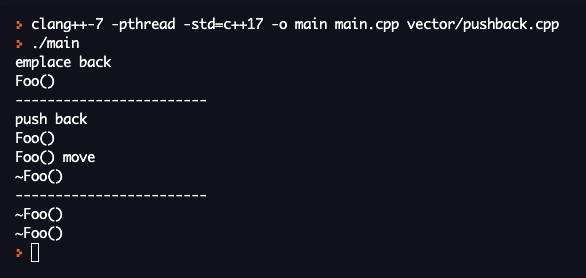 > clang++-7 -pthread -std=c++17 -o main main.cpp vector/pushback.cpp
> ./main
emplace back
Foo()
------------------------
push back
Foo()
Foo() move
~Foo()
------------------------
~Foo()
~Foo()
>